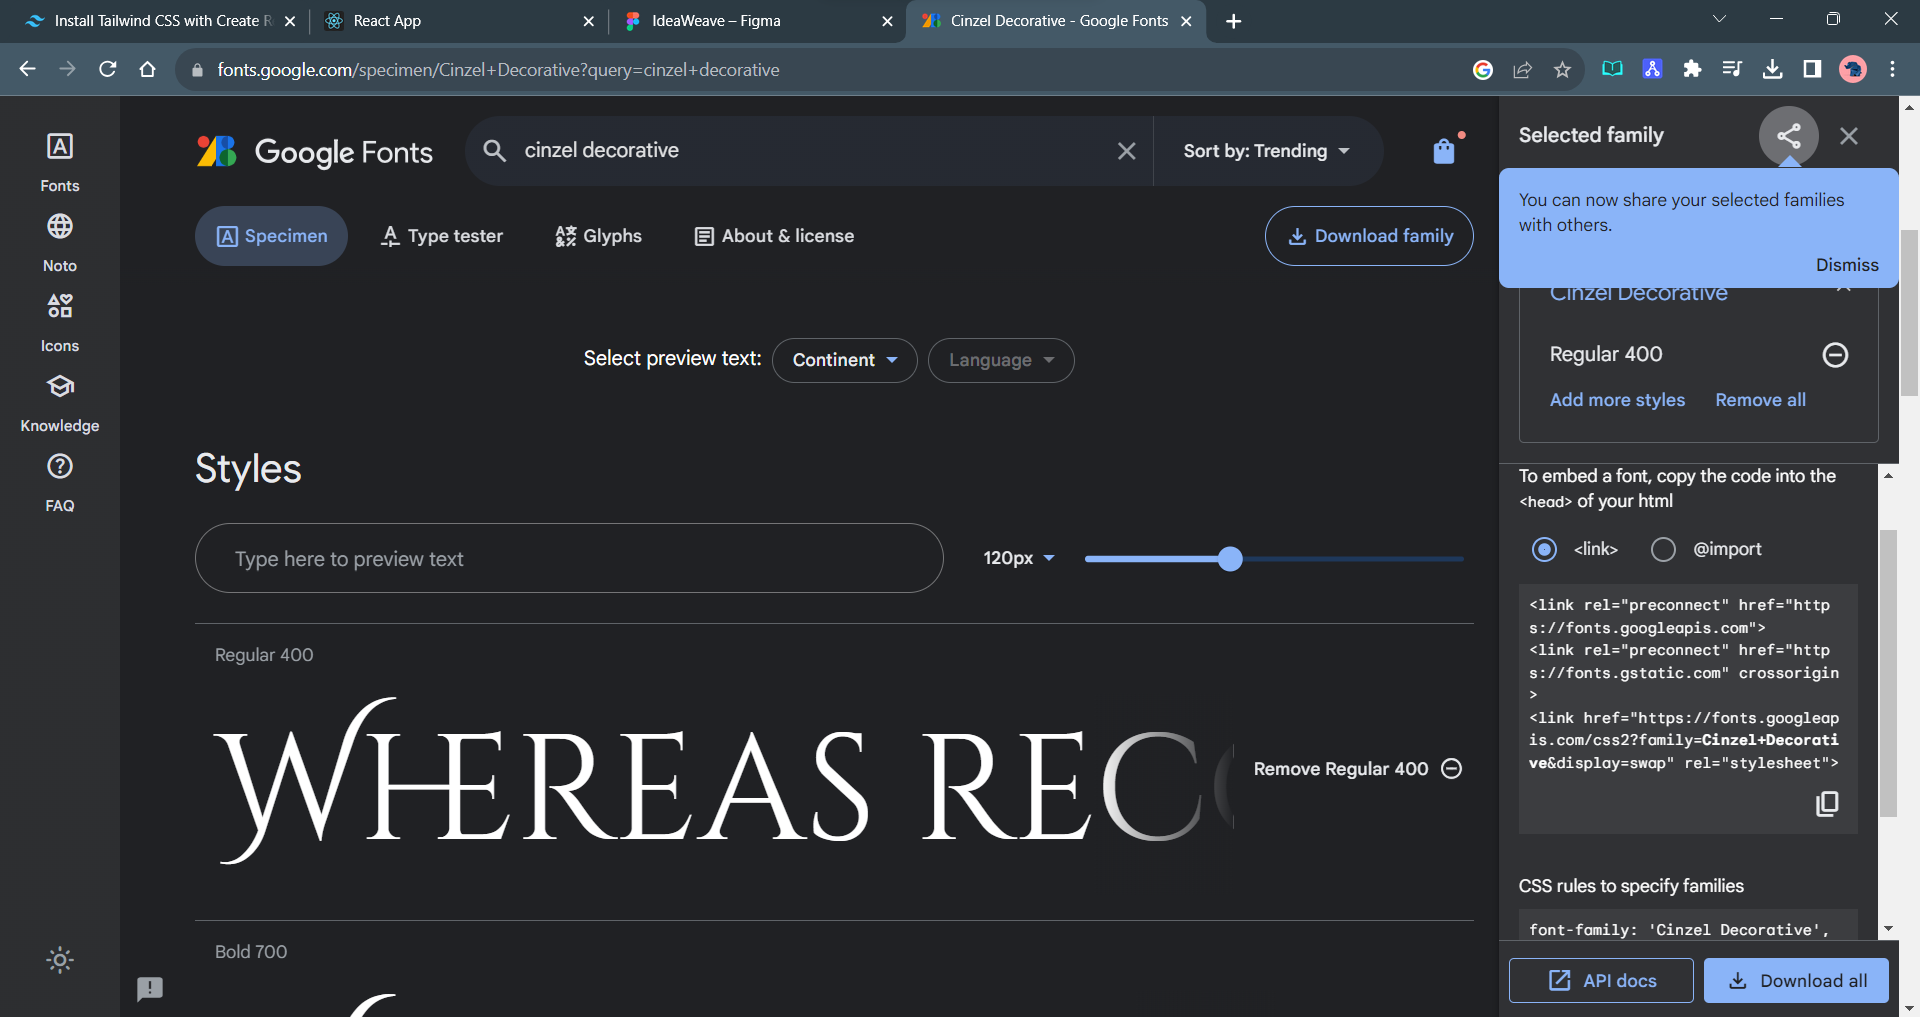 Install Tailwind CSS with Create R
React App
IdeaWeave – Figma
Cinzel Decorative - Google Fonts
fonts.google.com/specimen/Cinzel+Decorative?query=cinzel+decorative
Fonts
Noto
Icons
Knowledge
FAQ
Google Fonts
cinzel decorative
Sort by: Trending
Specimen
Type tester
Glyphs
About & license
Download family
Select preview text:
Continent
Language
Styles
Type here to preview text
120px
Regular 400
WHEREAS REC
Remove Regular 400
Bold 700
Selected family
You can now share your selected families
with others.
Dismiss
Cinzel Decorative
Regular 400
Add more styles
Remove all
To embed a font, copy the code into the
<head> of your html
<link>
@import
<link rel="preconnect" href="http
s://fonts.googleapis.com">
<link rel="preconnect" href="http
s://fonts.gstatic.com" crossorigin
>
<link href="https://fonts.googleap
is.com/css2?family=Cinzel+Decorati
ve&display=swap" rel="stylesheet">
CSS rules to specify families
font-family: 'Cinzel Decorative',
API docs
Download all